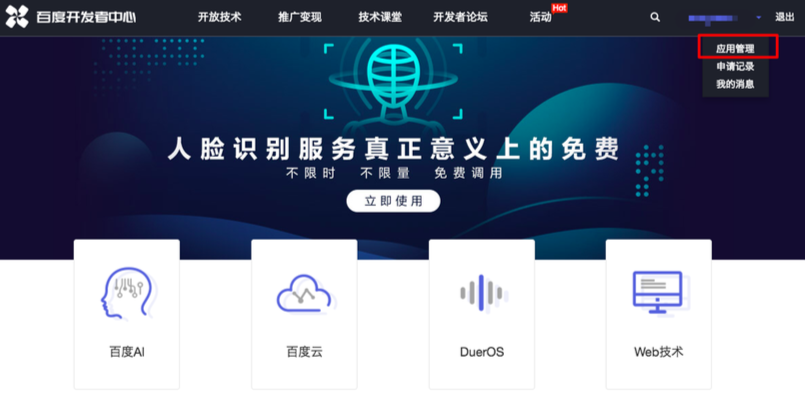 百度开发者中心
开放技术
推广变现
技术课堂
开发者论坛
活动
Hot
退出
应用管理
申请记录
我的消息
人脸识别服务真正意义上的免费
不限时 不限量 免费调用
立即使用
百度AI
百度云
DuerOS
Web技术